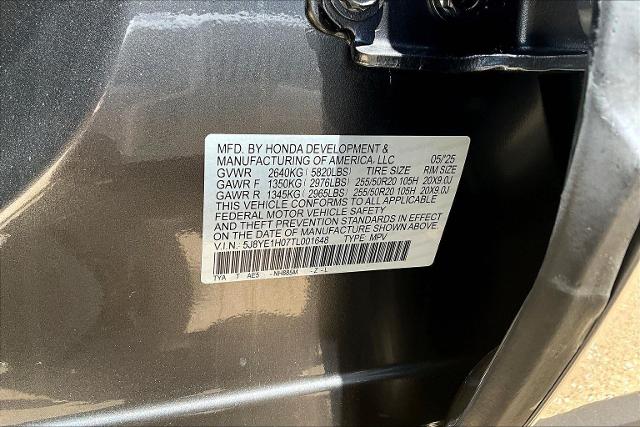 MFD. BY HONDA DEVELOPMENT &
MANUFACTURING OF AMERICA, LLC 05/25
GVWR 2640KG ( 5820LBS) TIRE SIZE RIM SIZE
GAWR F 1350KG ( 2976LBS) 255/50R20 105H 20X9.0J
GAWR R 1345KG ( 2965LBS) 255/50R20 105H 20X9.0J
THIS VEHICLE CONFORMS TO ALL APPLICABLE
FEDERAL MOTOR VEHICLE SAFETY
AND THEFT PREVENTION STANDARDS IN EFFECT
ON THE DATE OF MANUFACTURE SHOWN ABOVE.
V.I.N.: 5J8YE1H07TL001648 TYPE: MPV
TYA T AE5 -NH885M -Z-L